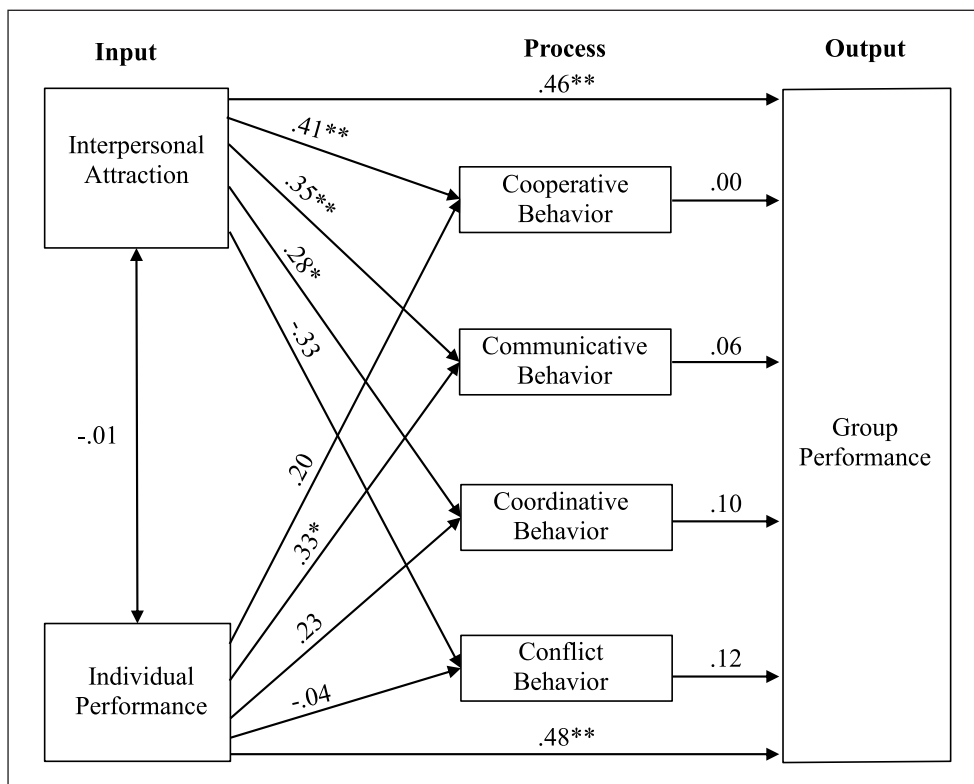 Input
Process
Output
.46**
Interpersonal
Attraction
.41**
.35**
.28*
-.33
Cooperative
Behavior
.00
Communicative
Behavior
.06
-.01
Group
Performance
.20
.33*
.23
-.04
Coordinative
Behavior
.10
Individual
Performance
Conflict
Behavior
.12
.48**